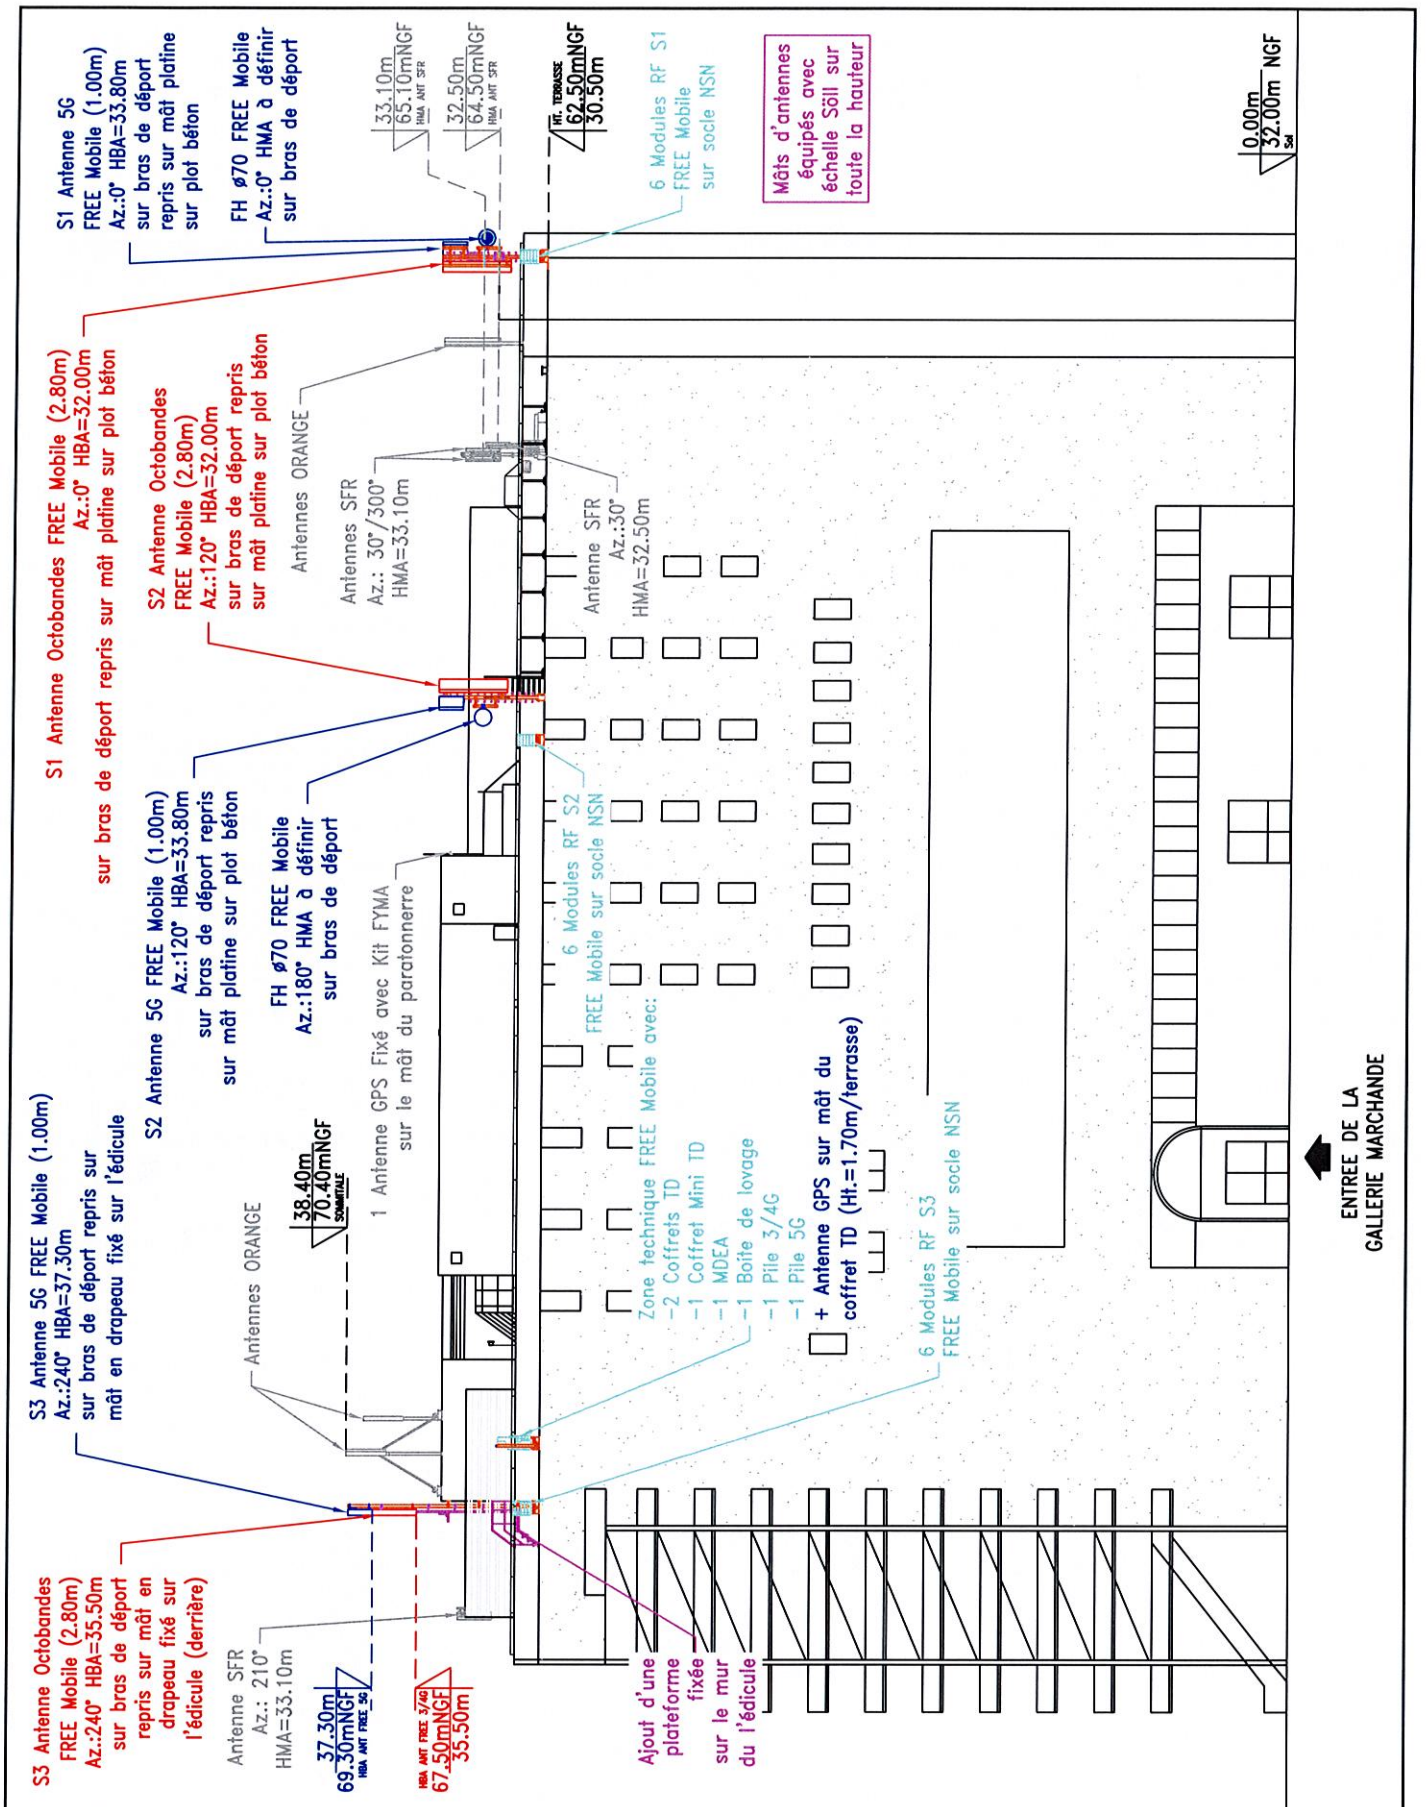 S3 Antenne Octobandes
FREE Mobile (2.80m)
Az.:240° HBA=35.50m
sur bras de déport
repris sur mât en
drapeau fixé sur
l'édicule (derrière)
Antenne SFR
Az.: 210°
HMA=33.10m
37.30m
69.30mNGF
HBA ANT FREE 5G
HBA ANT FREE 3/4G
67.50mNGF
35.50m
Ajout d'une
plateforme
fixée
sur le mur
du l'édicule
S3 Antenne 5G FREE Mobile (1.00m)
Az.:240° HBA=37.30m
sur bras de déport repris sur
mât en drapeau fixé sur l'édicule
Antennes ORANGE
38.40m
70.40mNGF
SOMMITALE
1 Antenne GPS Fixé avec Kit FYMA
sur le mât du paratonnerre
Zone technique FREE Mobile avec:
-2 Coffrets TD
-1 Coffret Mini TD
-1 MDEA
-1 Boite de lovage
-1 Pile 3/4G
-1 Pile 5G
+ Antenne GPS sur mât du
coffret TD (Ht.=1.70m/terrasse)
6 Modules RF S3
FREE Mobile sur socle NSN
ENTREE DE LA
GALLERIE MARCHANDE
S2 Antenne 5G FREE Mobile (1.00m)
Az.:120° HBA=33.80m
sur bras de déport repris
sur mât platine sur plot béton
FH ø70 FREE Mobile
Az.:180° HMA à définir
sur bras de déport
6 Modules RF S2
FREE Mobile sur socle NSN
S1 Antenne Octobandes FREE Mobile (2.80m)
Az.:0° HBA=32.00m
sur bras de déport repris sur mât platine sur plot béton
S2 Antenne Octobandes
FREE Mobile (2.80m)
Az.:120° HBA=32.00m
sur bras de déport repris
sur mât platine sur plot béton
Antennes ORANGE
Antennes SFR
Az.: 30°/300°
HMA=33.10m
Antenne SFR
Az.:30°
HMA=32.50m
S1 Antenne 5G
FREE Mobile (1.00m)
Az.:0° HBA=33.80m
sur bras de déport
repris sur mât platine
sur plot béton
FH ø70 FREE Mobile
Az.:0° HMA à définir
sur bras de déport
33.10m
65.10mNGF
HMA ANT SFR
32.50m
64.50mNGF
HMA ANT SFR
HT. TERRASSE
62.50mNGF
30.50m
6 Modules RF S1
FREE Mobile
sur socle NSN
Mâts d'antennes
équipés avec
échelle Söll sur
toute la hauteur
0.00m
32.00m NGF
Sol